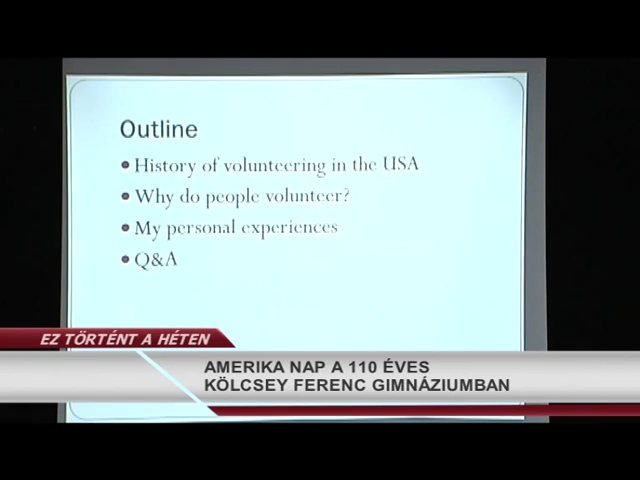 Outline
• History of volunteering in the USA
• Why do people volunteer?
• My personal experiences
• Q&A
EZ TÖRTÉNT A HÉTEN
AMERIKA NAP A 110 ÉVES
KÖLCSEY FERENC GIMNÁZIUMBAN